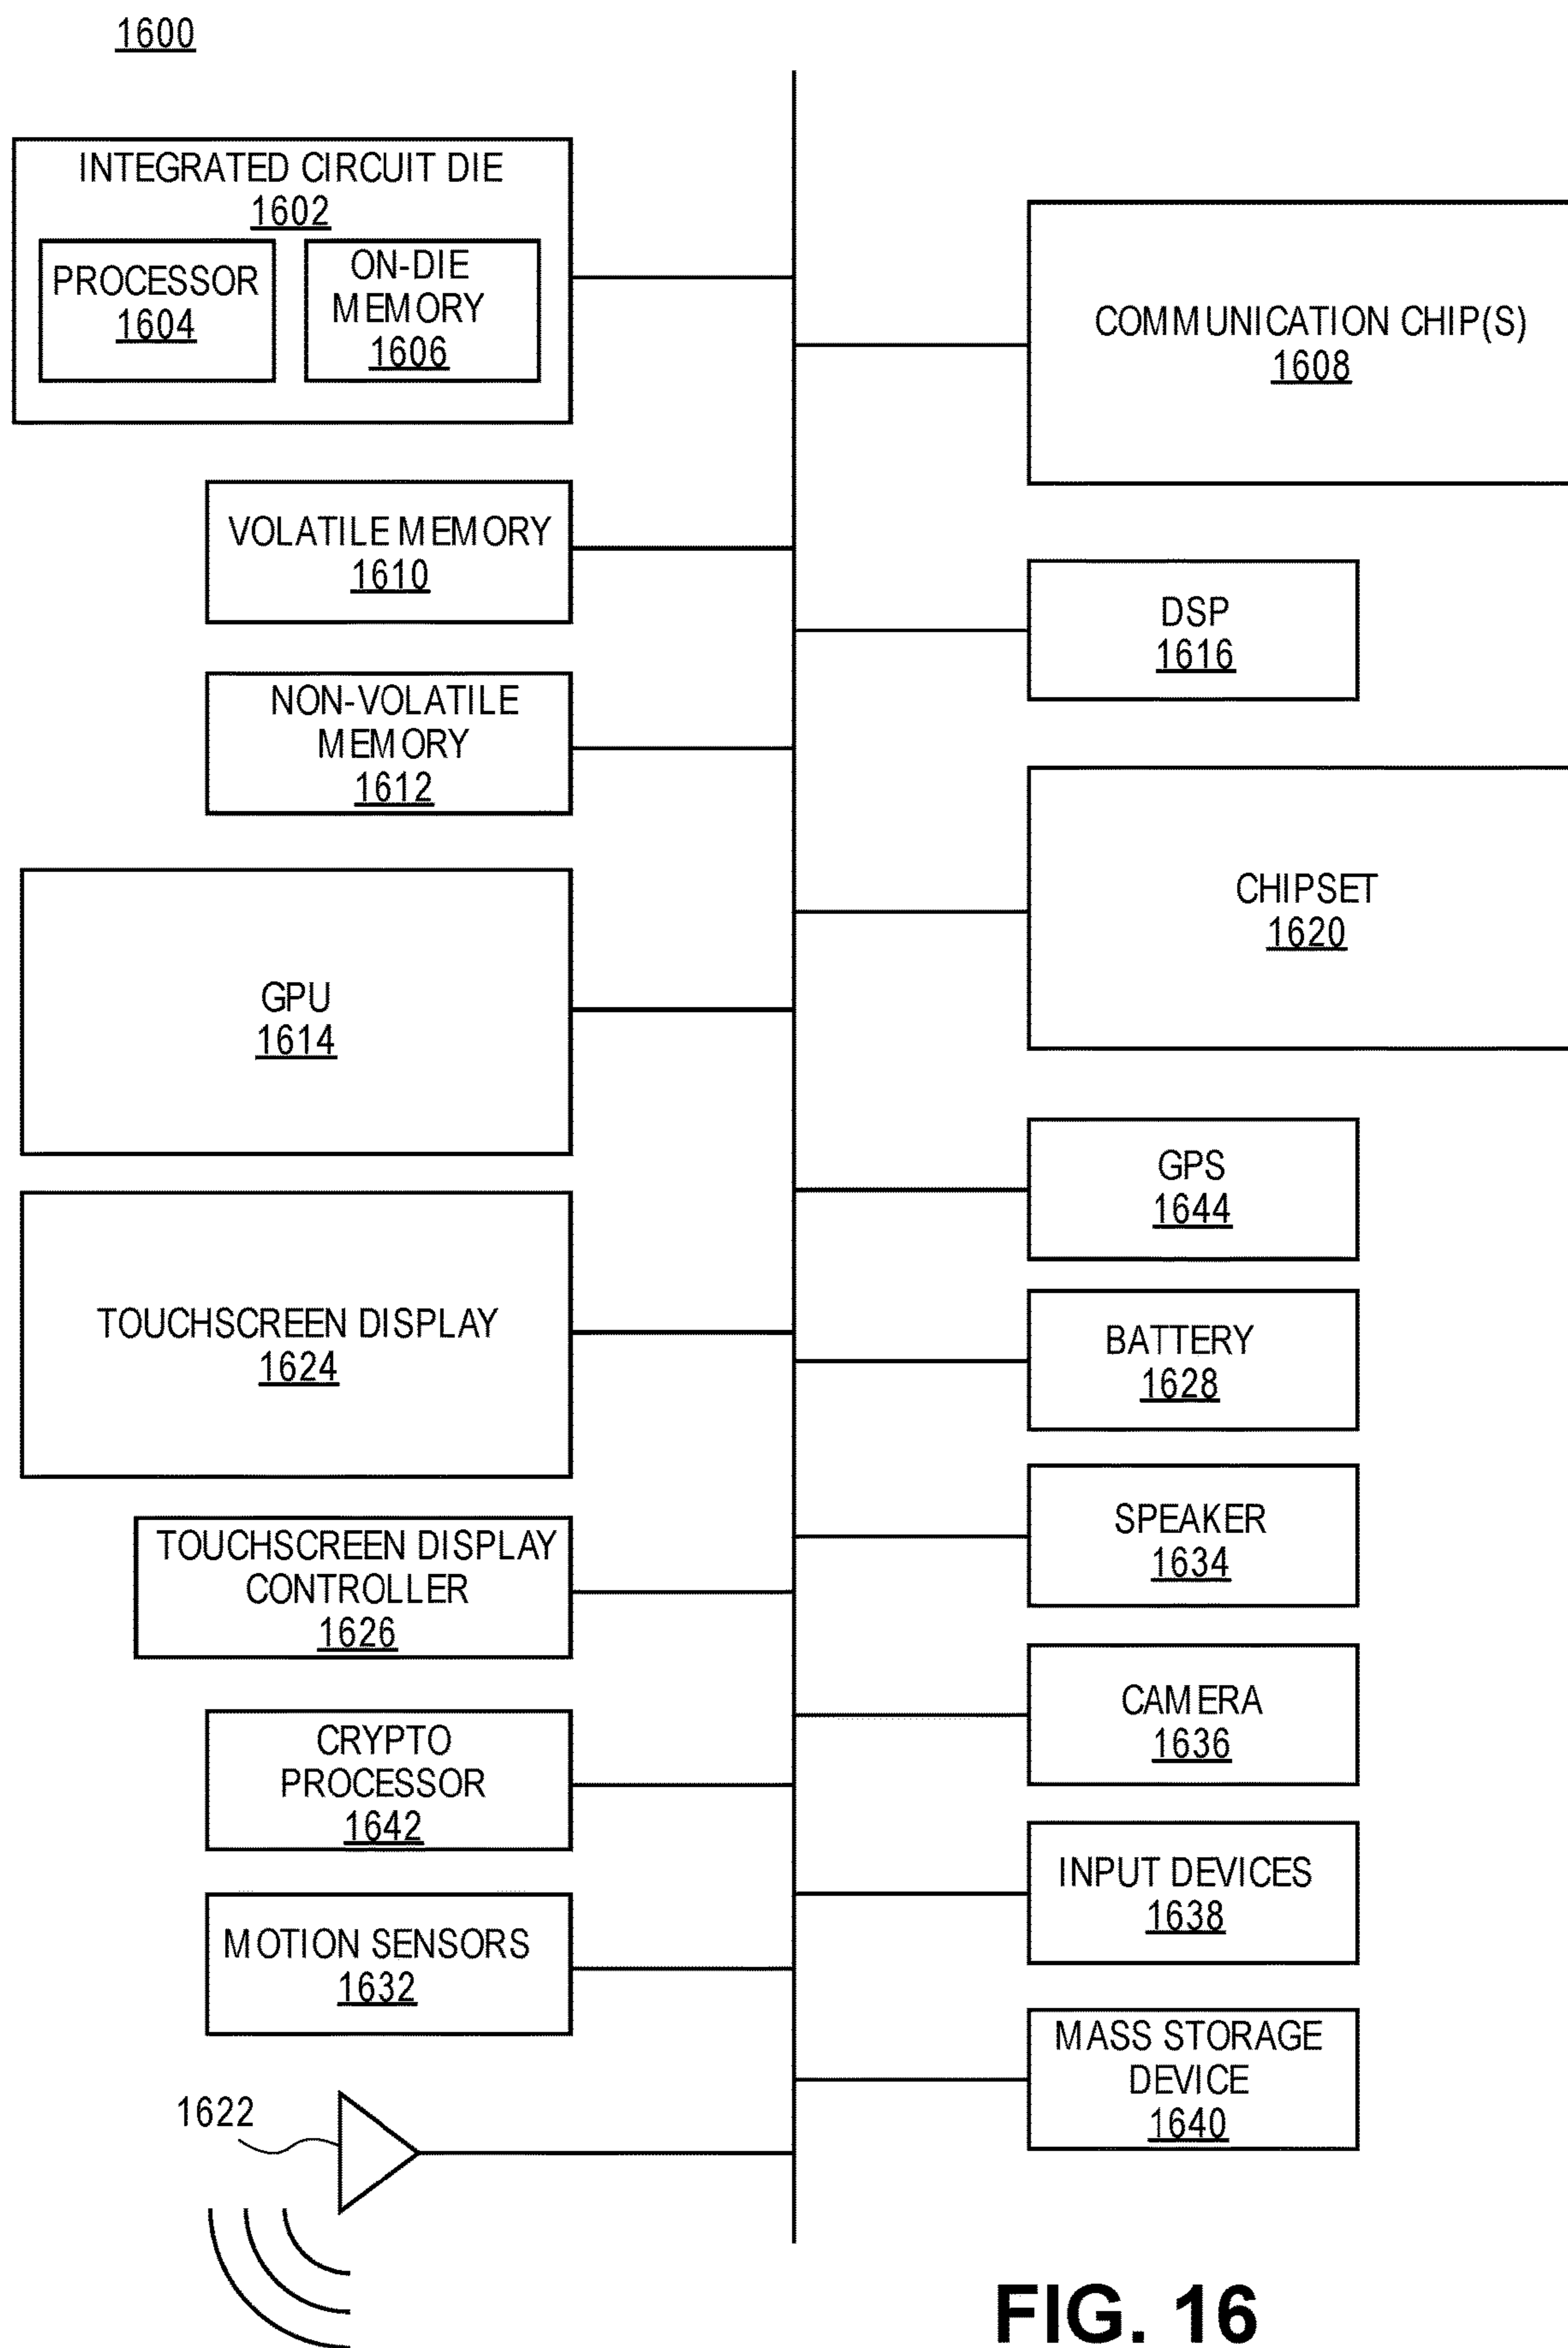 1600
INTEGRATED CIRCUIT DIE
1602
PROCESSOR
1604
ON-DIE
MEMORY
1606
COMMUNICATION CHIP(S)
1608
VOLATILE MEMORY
1610
DSP
1616
NON-VOLATILE
MEMORY
1612
CHIPSET
1620
GPU
1614
GPS
1644
TOUCHSCREEN DISPLAY
1624
BATTERY
1628
SPEAKER
1634
TOUCHSCREEN DISPLAY
CONTROLLER
1626
CAMERA
1636
CRYPTO
PROCESSOR
1642
INPUT DEVICES
1638
MOTION SENSORS
1632
MASS STORAGE
DEVICE
1640
1622
FIG. 16